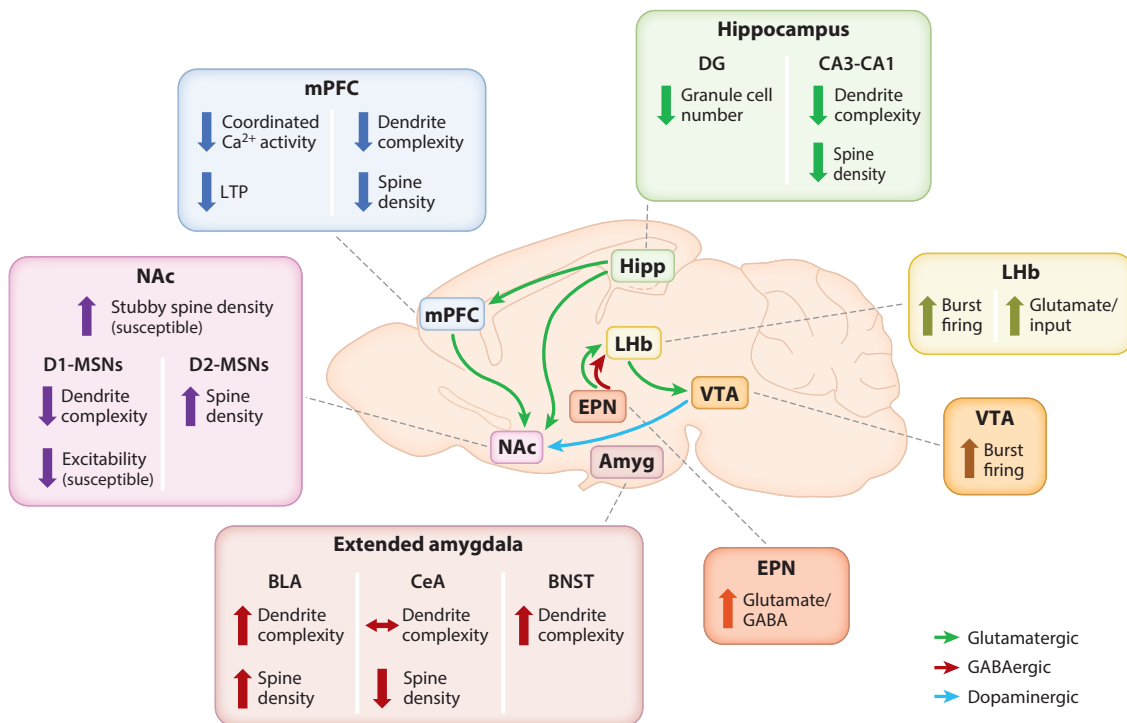 Hippocampus
DG
Granule cell
number
CA3-CA1
Dendrite
complexity
Spine
density
mPFC
Coordinated
Ca²⁺ activity
LTP
Dendrite
complexity
Spine
density
NAc
Stubby spine density
(susceptible)
D1-MSNs
Dendrite
complexity
Excitability
(susceptible)
D2-MSNs
Spine
density
Hipp
mPFC
LHb
EPN
VTA
NAc
Amyg
LHb
Burst
firing
Glutamate/
input
VTA
Burst
firing
Extended amygdala
BLA
Dendrite
complexity
Spine
density
CeA
Dendrite
complexity
Spine
density
BNST
Dendrite
complexity
EPN
Glutamate/
GABA
Glutamatergic
GABAergic
Dopaminergic